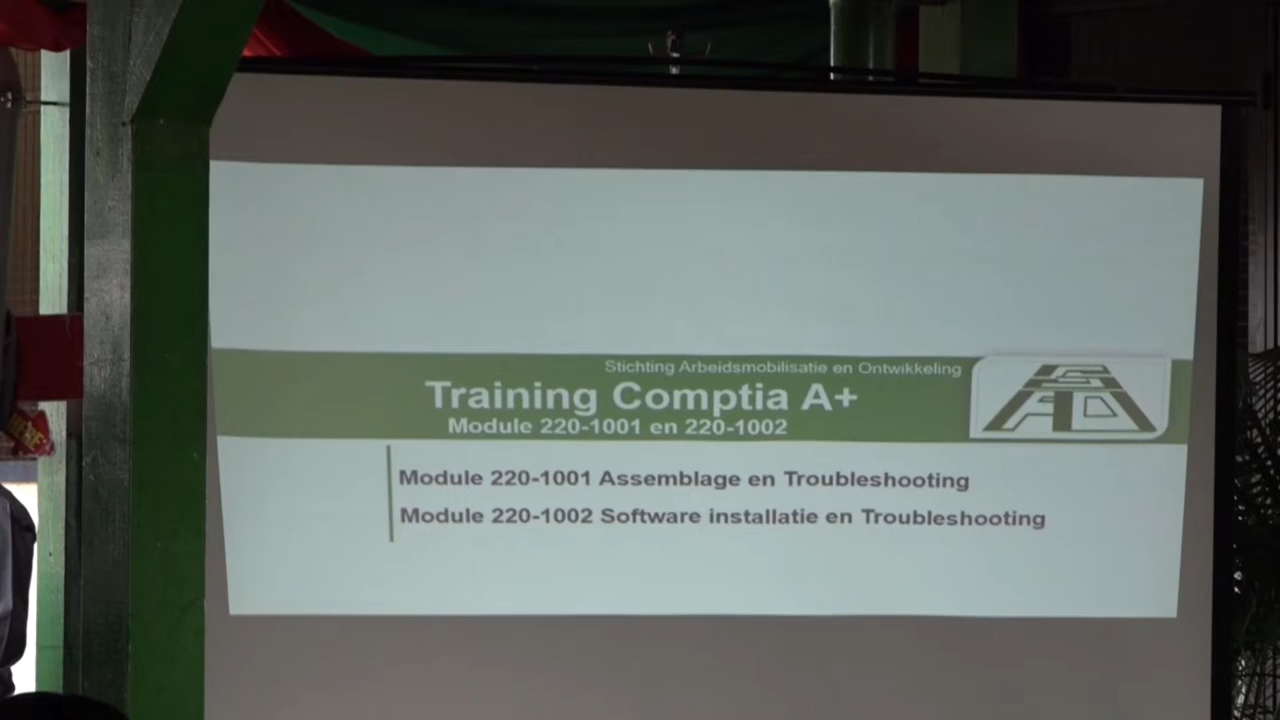 Stichting Arbeidsmobilisatie en Ontwikkeling
Training Comptia A+
Module 220-1001 en 220-1002
Module 220-1001 Assemblage en Troubleshooting
Module 220-1002 Software installatie en Troubleshooting